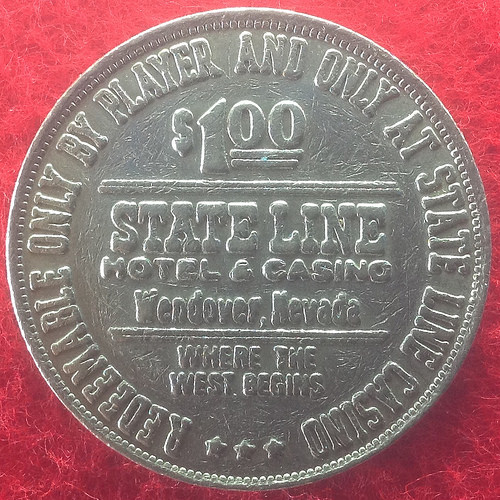 REDEEMABLE ONLY BY PLAYER AND ONLY AT STATE LINE CASINO
$1.00
STATE LINE
HOTEL & CASINO
Wendover, Nevada
WHERE THE
WEST BEGINS